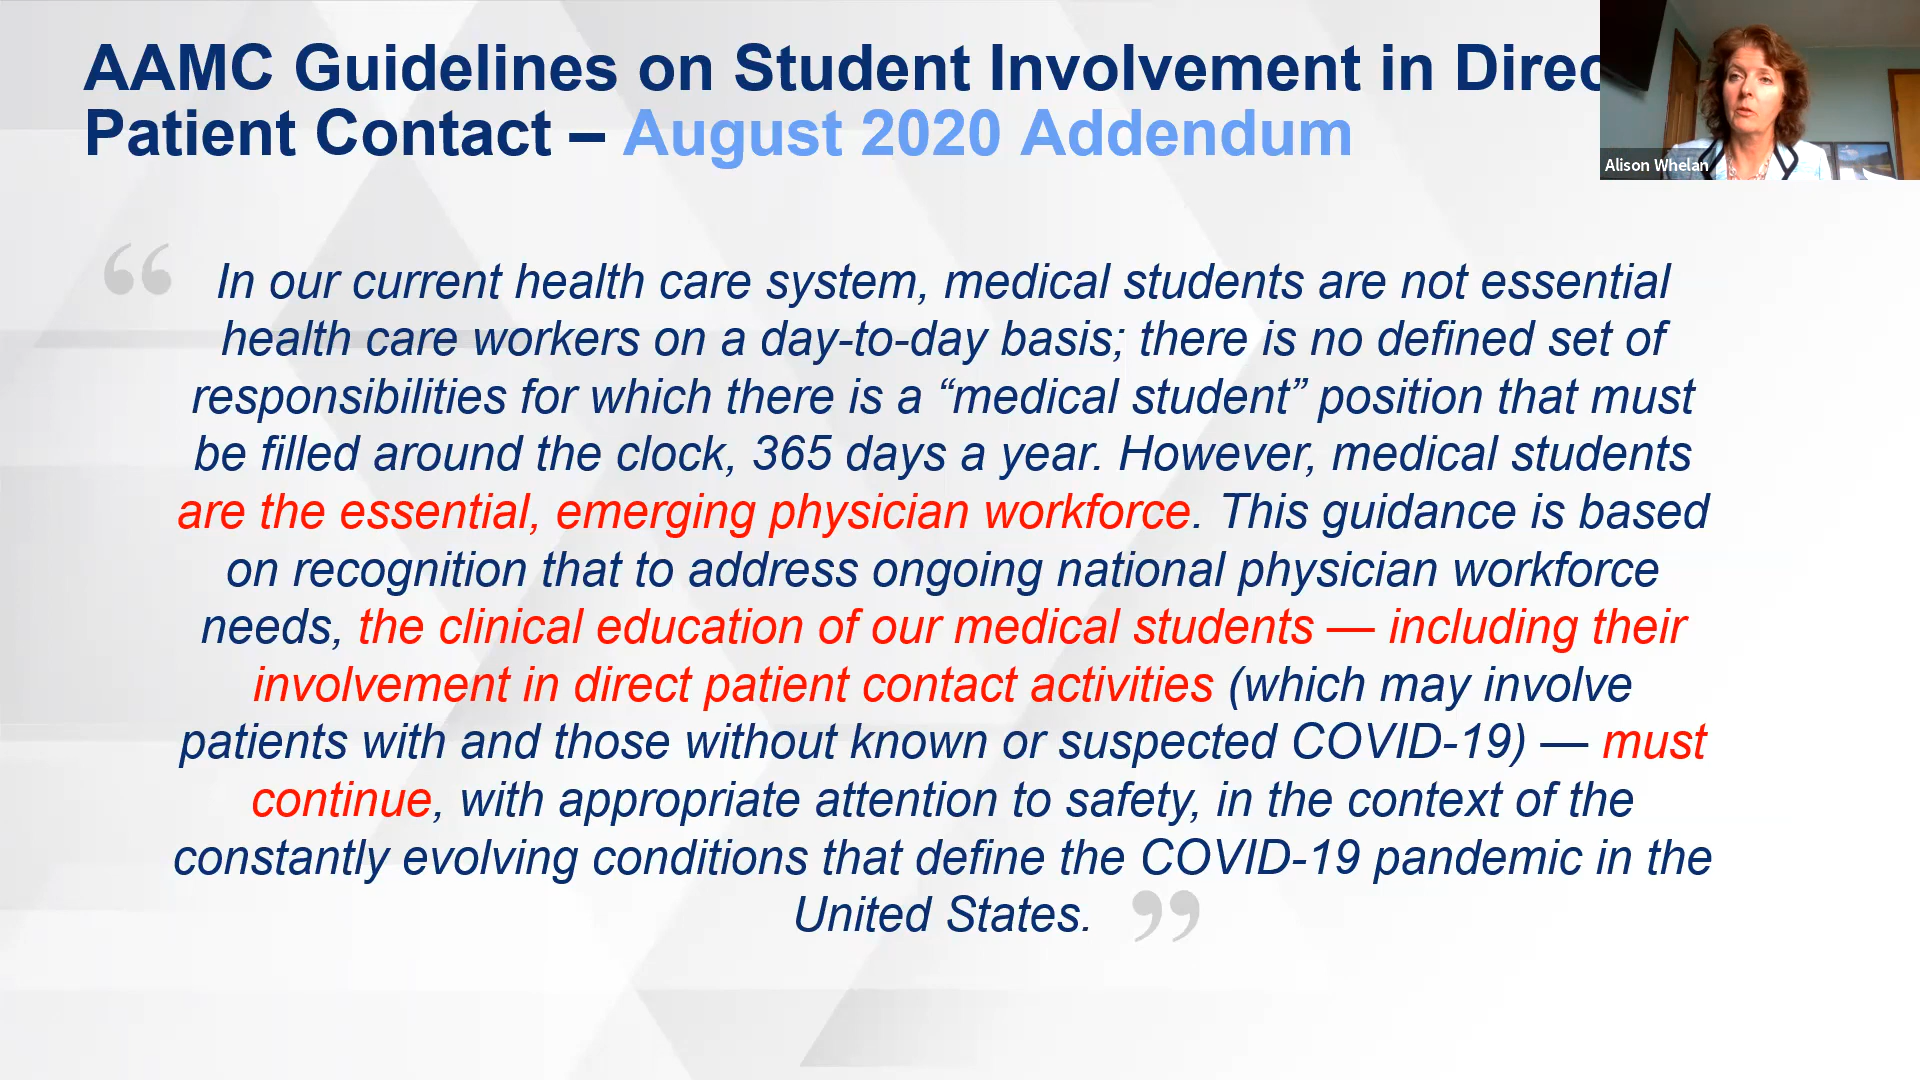 AAMC Guidelines on Student Involvement in Direc
Patient Contact – August 2020 Addendum
Alison Whelan
“ In our current health care system, medical students are not essential
health care workers on a day-to-day basis; there is no defined set of
responsibilities for which there is a “medical student” position that must
be filled around the clock, 365 days a year. However, medical students
are the essential, emerging physician workforce. This guidance is based
on recognition that to address ongoing national physician workforce
needs, the clinical education of our medical students — including their
involvement in direct patient contact activities (which may involve
patients with and those without known or suspected COVID-19) — must
continue, with appropriate attention to safety, in the context of the
constantly evolving conditions that define the COVID-19 pandemic in the
United States. ”